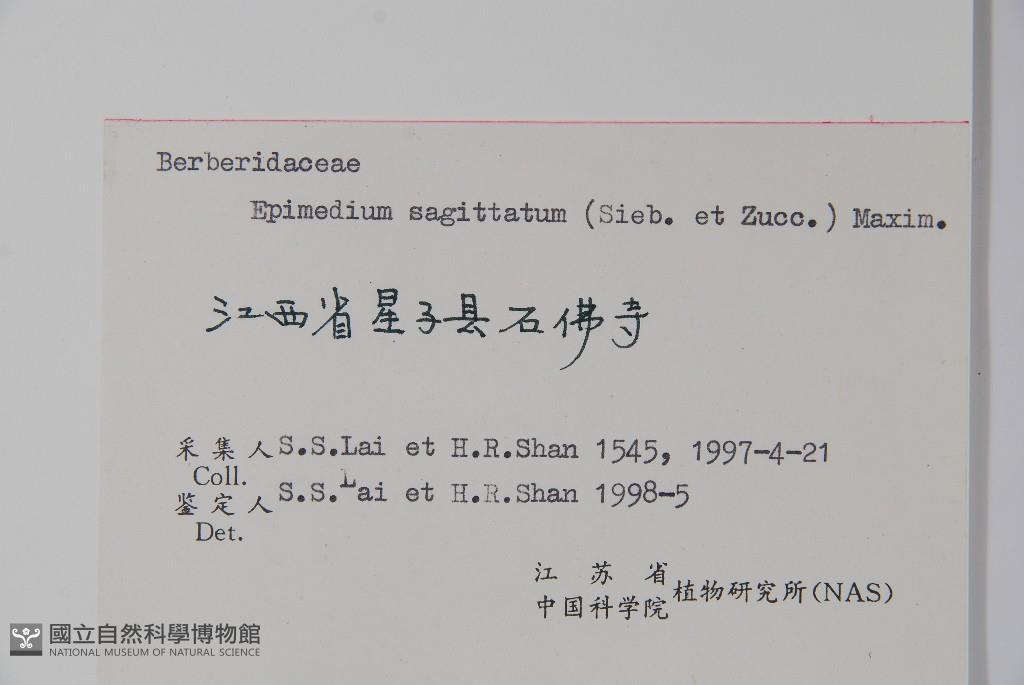 Berberidaceae
Epimedium sagittatum (Sieb. et Zucc.) Maxim.
江西省星子县石佛寺
采集人 S.S.Lai et H.R.Shan 1545, 1997-4-21
Coll.
鉴定人 S.S.Lai et H.R.Shan 1998-5
Det.
江苏省
中国科学院 植物研究所(NAS)
國立自然科學博物館
NATIONAL MUSEUM OF NATURAL SCIENCE